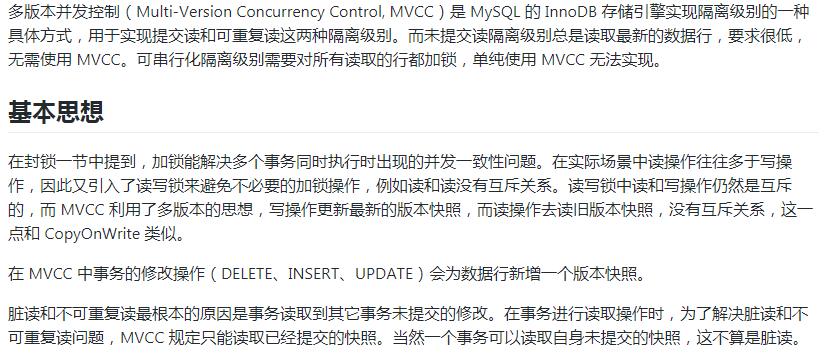 多版本并发控制（Multi-Version Concurrency Control, MVCC）是 MySQL 的 InnoDB 存储引擎实现隔离级别的一种
具体方式，用于实现提交读和可重复读这两种隔离级别。而未提交读隔离级别总是读取最新的数据行，要求很低，
无需使用 MVCC。可串行化隔离级别需要对所有读取的行都加锁，单纯使用 MVCC 无法实现。
基本思想
在封锁一节中提到，加锁能解决多个事务同时执行时出现的并发一致性问题。在实际场景中读操作往往多于写操
作，因此又引入了读写锁来避免不必要的加锁操作，例如读和读没有互斥关系。读写锁中读和写操作仍然是互斥
的，而 MVCC 利用了多版本的思想，写操作更新最新的版本快照，而读操作去读旧版本快照，没有互斥关系，这一
点和 CopyOnWrite 类似。
在 MVCC 中事务的修改操作（DELETE、INSERT、UPDATE）会为数据行新增一个版本快照。
脏读和不可重复读最根本的原因是事务读取到其它事务未提交的修改。在事务进行读取操作时，为了解决脏读和不
可重复读问题，MVCC 规定只能读取已经提交的快照。当然一个事务可以读取自身未提交的快照，这不算是脏读。